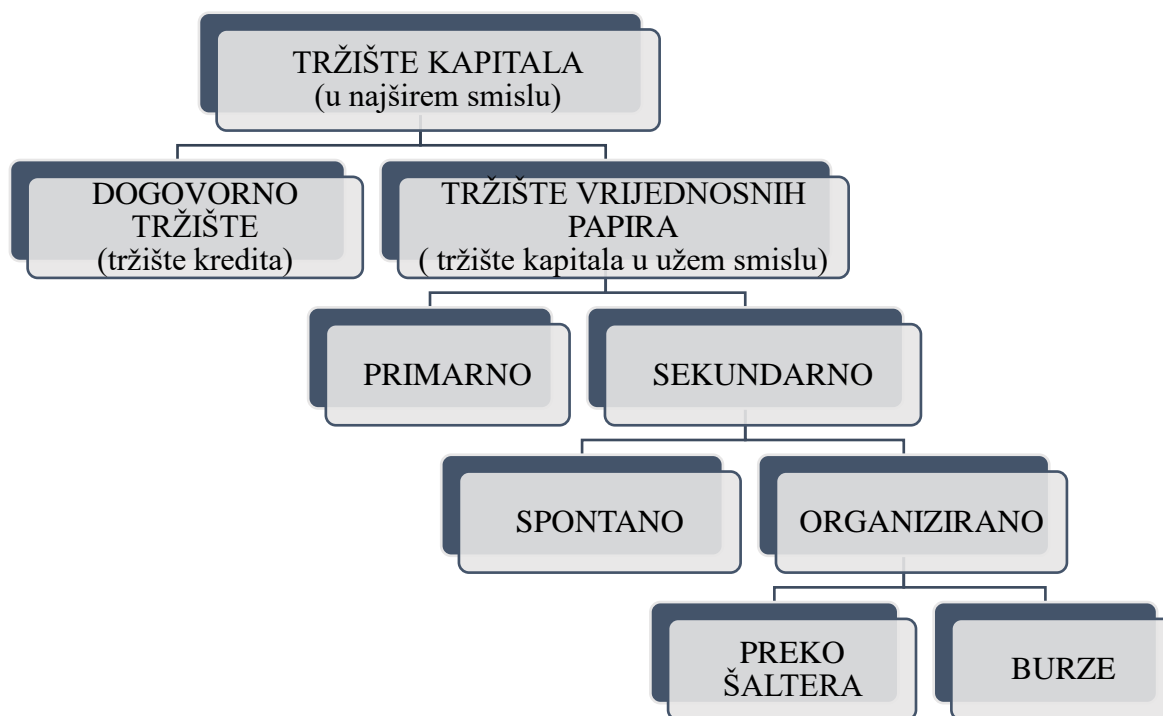 TRŽIŠTE KAPITALA
(u najširem smislu)
DOGOVORNO
TRŽIŠTE
(tržište kredita)
TRŽIŠTE VRIJEDNOSNIH
PAPIRA
( tržište kapitala u užem smislu)
PRIMARNO
SEKUNDARNO
SPONTANO
ORGANIZIRANO
PREKO
ŠALTERA
BURZE